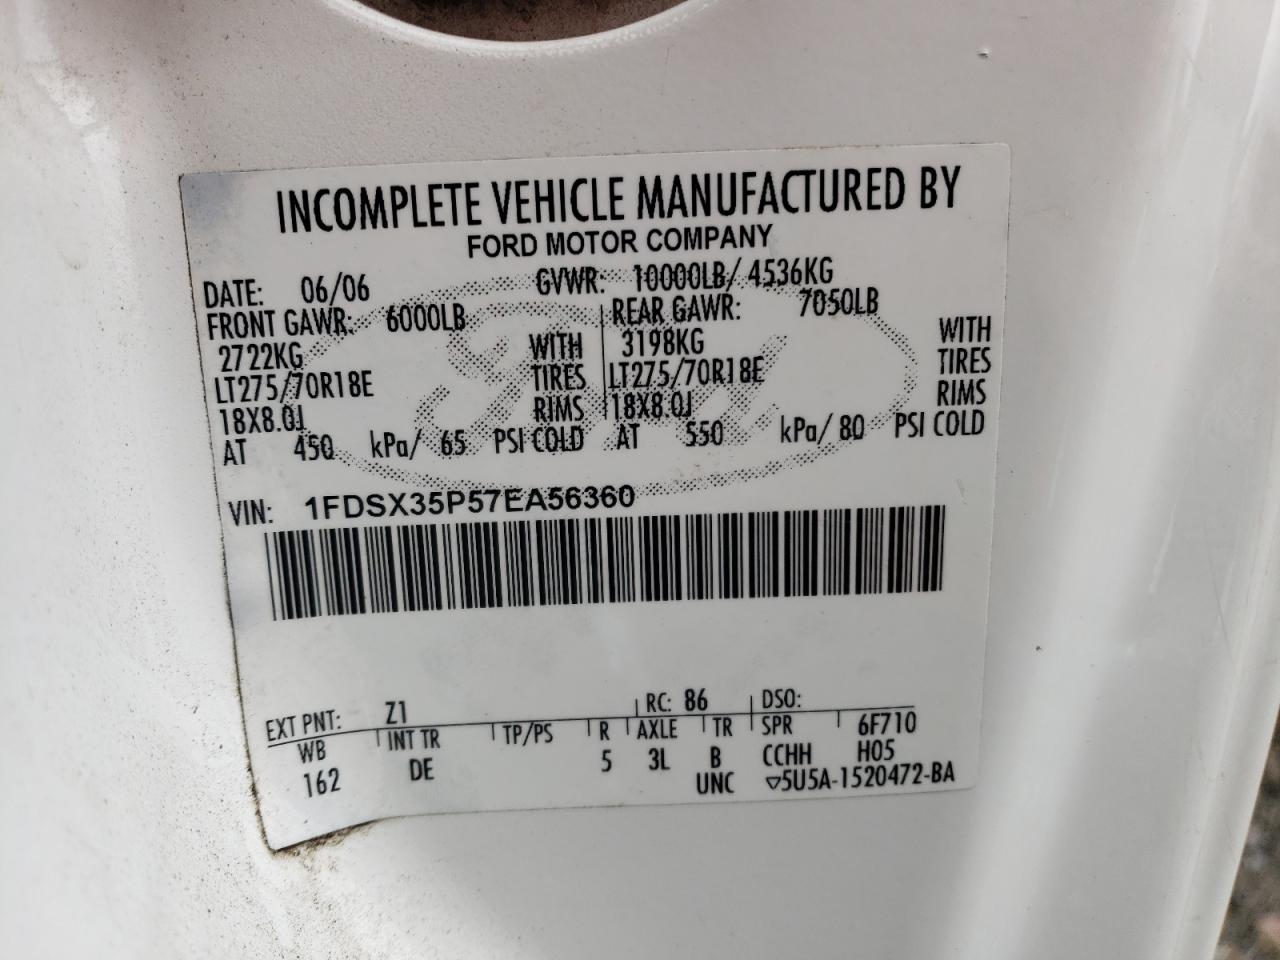 INCOMPLETE VEHICLE MANUFACTURED BY
FORD MOTOR COMPANY
DATE: 06/06 GVWR: 10000LB/ 4536KG
FRONT GAWR: 6000LB REAR GAWR: 7050LB
2722KG WITH 3198KG WITH
LT275/70R18E TIRES LT275/70R18E TIRES
18X8.0J RIMS 18X8.0J RIMS
AT 450 kPa/ 65 PSI COLD AT 550 kPa/ 80 PSI COLD
VIN: 1FDSX35P57EA56360
EXT PNT: Z1 RC: 86 DSO:
WB INT TR TP/PS R AXLE TR SPR 6F710
162 DE 5 3L B CCHH H05
UNC ▽5U5A-1520472-BA